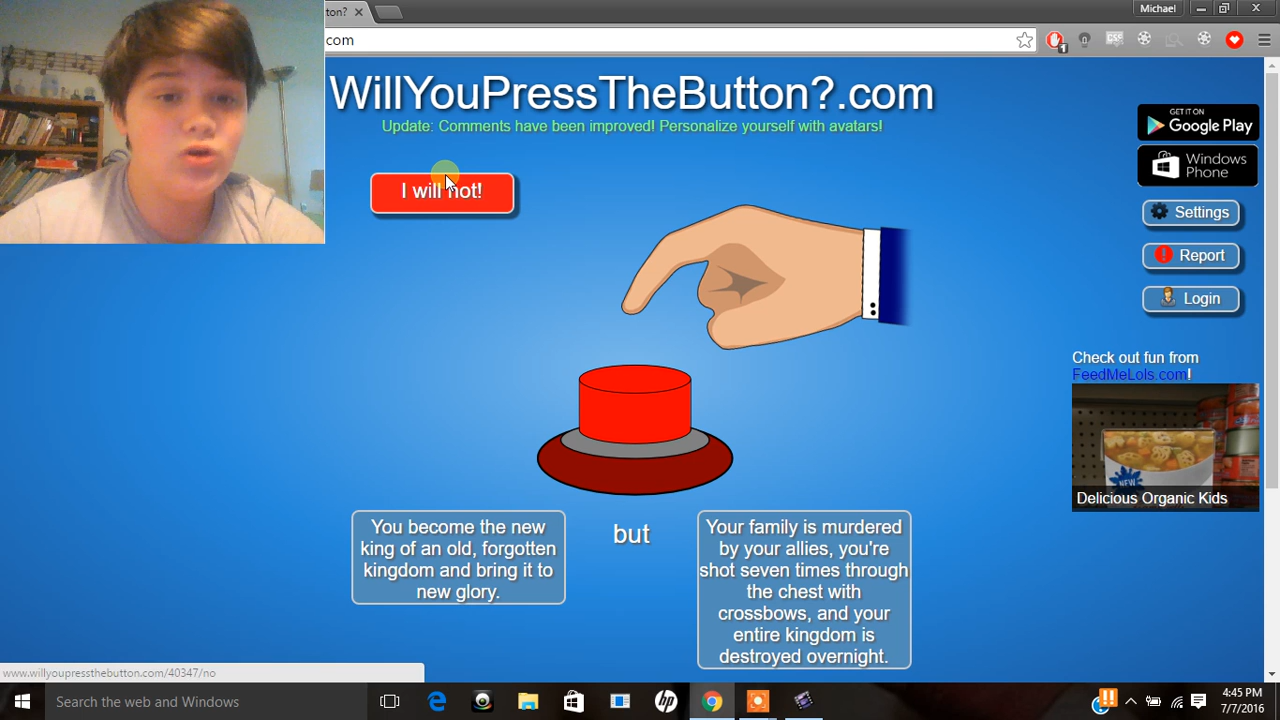 ton?
Michael
.com
1
WillYouPressTheButton?.com
Update: Comments have been improved! Personalize yourself with avatars!
GET IT ON
Google Play
Windows
Phone
I will not!
Settings
Report
Login
Check out fun from
FeedMeLols.com!
NEW
Delicious Organic Kids
You become the new
king of an old, forgotten
kingdom and bring it to
new glory.
but
Your family is murdered
by your allies, you're
shot seven times through
the chest with
crossbows, and your
entire kingdom is
destroyed overnight.
www.willyoupressthebutton.com/40347/no
Search the web and Windows
hp
4:45 PM
7/7/2016